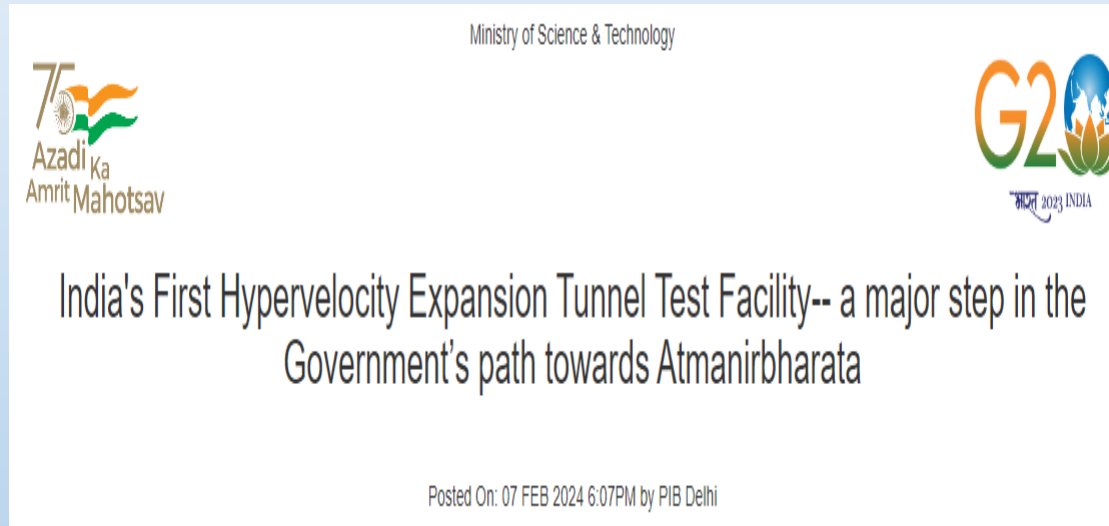 Ministry of Science & Technology
75
Azadi Ka
Amrit Mahotsav
G20
भारत 2023 INDIA
India's First Hypervelocity Expansion Tunnel Test Facility-- a major step in the
Government’s path towards Atmanirbharata
Posted On: 07 FEB 2024 6:07PM by PIB Delhi